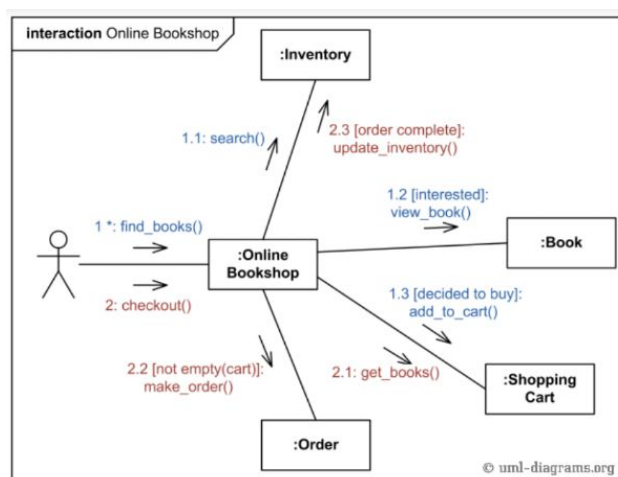 interaction Online Bookshop
:Inventory
1.1: search()
2.3 [order complete]:
update_inventory()
1.2 [interested]:
view_book()
1 *: find_books()
:Online
Bookshop
:Book
1.3 [decided to buy]:
add_to_cart()
2: checkout()
2.2 [not empty(cart)]:
make_order()
2.1: get_books()
:Shopping
Cart
:Order
© uml-diagrams.org